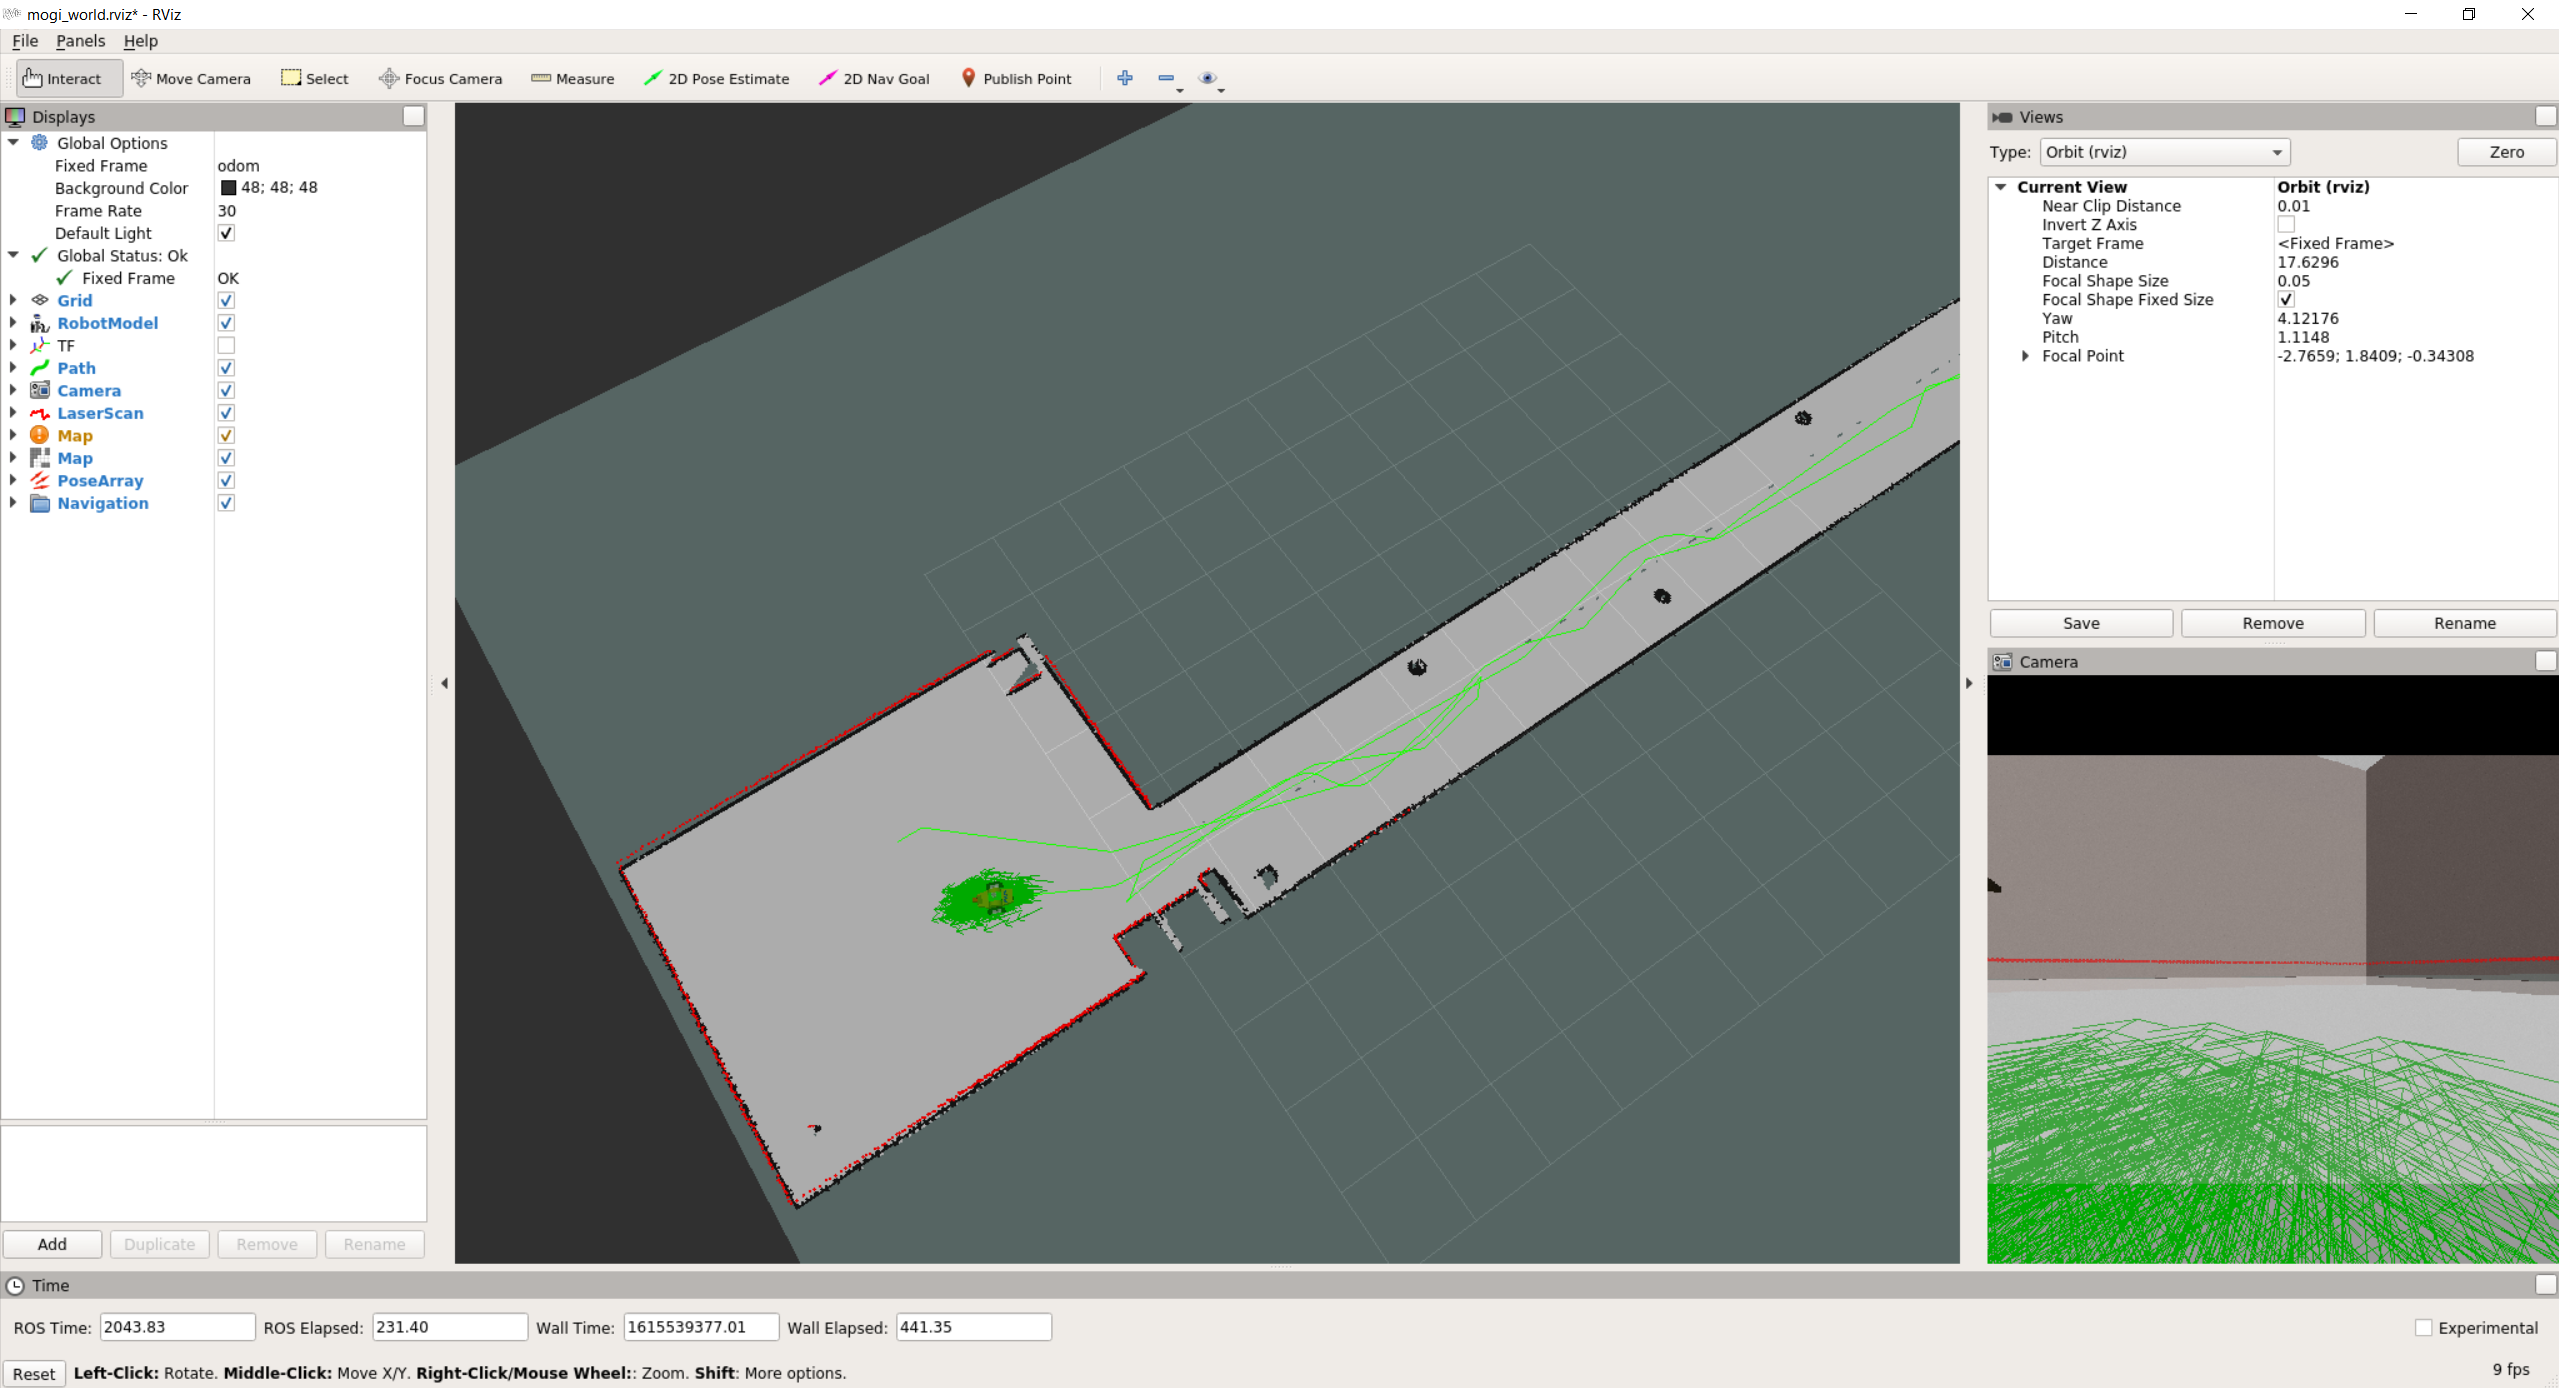 mogi_world.rviz* - RViz
File Panels Help
Interact Move Camera Select Focus Camera Measure 2D Pose Estimate 2D Nav Goal Publish Point
Displays
Global Options
Fixed Frame odom
Background Color 48; 48; 48
Frame Rate 30
Default Light
Global Status: Ok
Fixed Frame OK
Grid
RobotModel
TF
Path
Camera
LaserScan
Map
Map
PoseArray
Navigation
Add Duplicate Remove Rename
Views
Type: Orbit (rviz) Zero
Current View Orbit (rviz)
Near Clip Distance 0.01
Invert Z Axis
Target Frame <Fixed Frame>
Distance 17.6296
Focal Shape Size 0.05
Focal Shape Fixed Size
Yaw 4.12176
Pitch 1.1148
Focal Point -2.7659; 1.8409; -0.34308
Save Remove Rename
Camera
Time
ROS Time: 2043.83 ROS Elapsed: 231.40 Wall Time: 1615539377.01 Wall Elapsed: 441.35 Experimental
Reset Left-Click: Rotate. Middle-Click: Move X/Y. Right-Click/Mouse Wheel:: Zoom. Shift: More options. 9 fps